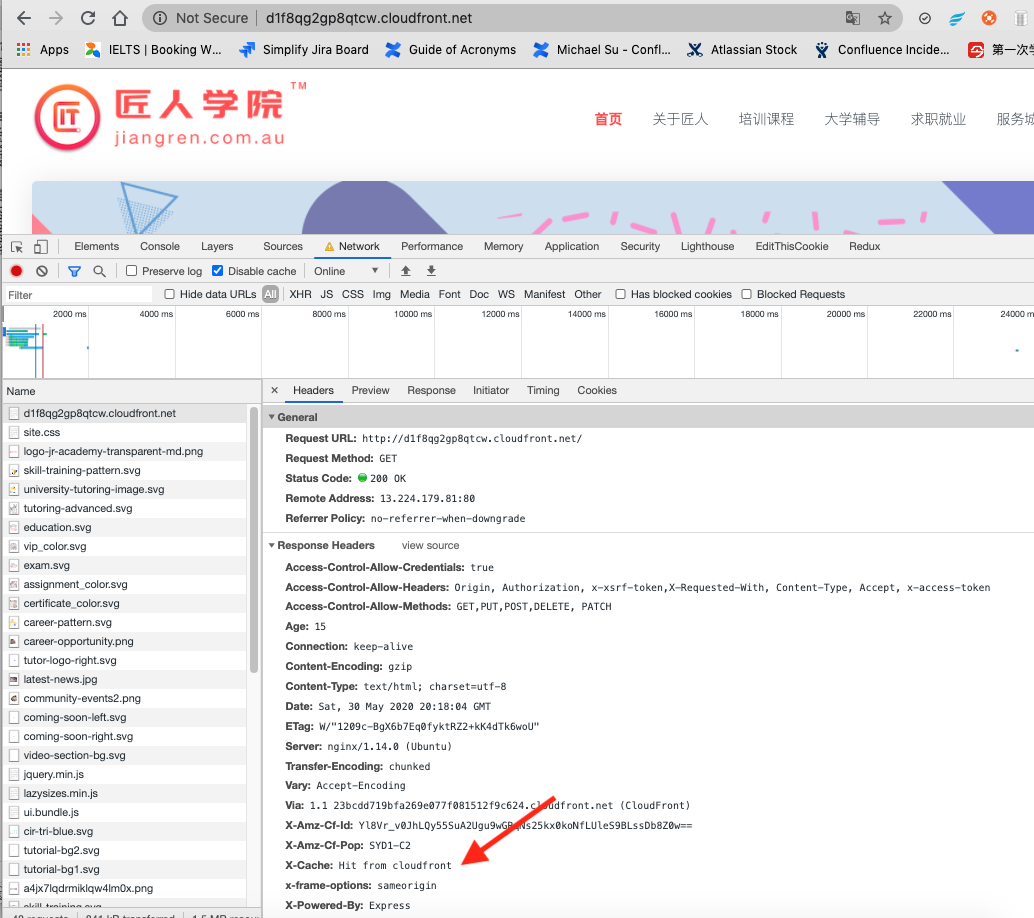 Not Secure | d1f8qg2gp8qtcw.cloudfront.net
Apps IELTS | Booking W... Simplify Jira Board Guide of Acronyms Michael Su - Confl... Atlassian Stock Confluence Incide... 第一次学
匠人学院 TM
jiangren.com.au
首页 关于匠人 培训课程 大学辅导 求职就业 服务城
Elements Console Layers Sources Network Performance Memory Application Security Lighthouse EditThisCookie Redux
Preserve log Disable cache Online
Filter Hide data URLs All XHR JS CSS Img Media Font Doc WS Manifest Other Has blocked cookies Blocked Requests
2000 ms 4000 ms 6000 ms 8000 ms 10000 ms 12000 ms 14000 ms 16000 ms 18000 ms 20000 ms 22000 ms 24000 m
Name
d1f8qg2gp8qtcw.cloudfront.net
site.css
logo-jr-academy-transparent-md.png
skill-training-pattern.svg
university-tutoring-image.svg
tutoring-advanced.svg
education.svg
vip_color.svg
exam.svg
assignment_color.svg
certificate_color.svg
career-pattern.svg
career-opportunity.png
tutor-logo-right.svg
latest-news.jpg
community-events2.png
coming-soon-left.svg
coming-soon-right.svg
video-section-bg.svg
jquery.min.js
lazysizes.min.js
ui.bundle.js
cir-tri-blue.svg
tutorial-bg2.svg
tutorial-bg1.svg
a4jx7lqdrmiklqw4lm0x.png
skill-training.svg
× Headers Preview Response Initiator Timing Cookies
General
Request URL: http://d1f8qg2gp8qtcw.cloudfront.net/
Request Method: GET
Status Code: 200 OK
Remote Address: 13.224.179.81:80
Referrer Policy: no-referrer-when-downgrade
Response Headers view source
Access-Control-Allow-Credentials: true
Access-Control-Allow-Headers: Origin, Authorization, x-xsrf-token,X-Requested-With, Content-Type, Accept, x-access-token
Access-Control-Allow-Methods: GET,PUT,POST,DELETE, PATCH
Age: 15
Connection: keep-alive
Content-Encoding: gzip
Content-Type: text/html; charset=utf-8
Date: Sat, 30 May 2020 20:18:04 GMT
ETag: W/"1209c-BgX6b7Eq0fyktRZ2+kK4dTk6woU"
Server: nginx/1.14.0 (Ubuntu)
Transfer-Encoding: chunked
Vary: Accept-Encoding
Via: 1.1 23bcdd719bfa269e077f081512f9c624.cloudfront.net (CloudFront)
X-Amz-Cf-Id:
X-Amz-Cf-Pop: SYD1-C2
X-Cache: Hit from cloudfront
x-frame-options: sameorigin
X-Powered-By: Express